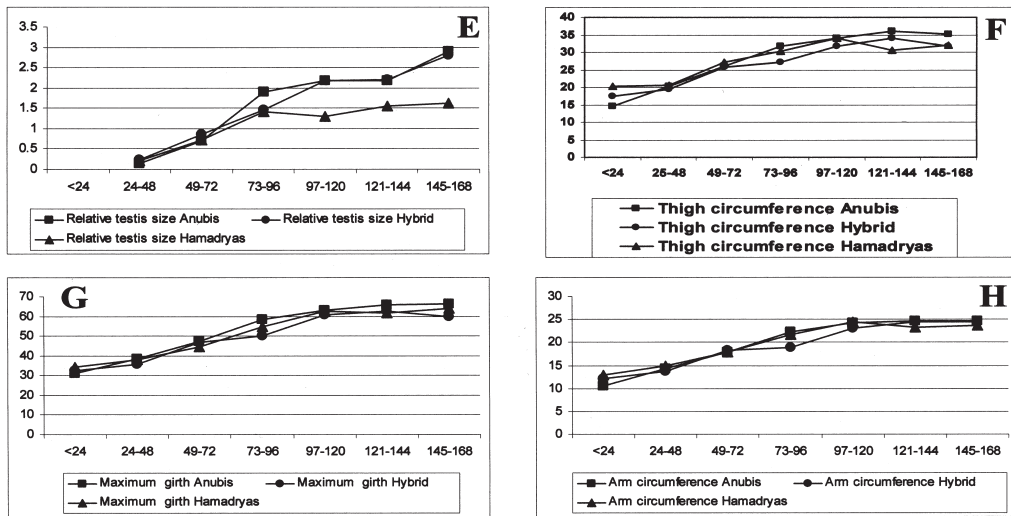 E
3.5
3
2.5
2
1.5
1
0.5
0
<24 24-48 49-72 73-96 97-120 121-144 145-168
Relative testis size Anubis Relative testis size Hybrid
Relative testis size Hamadryas
F
40
35
30
25
20
15
10
5
0
<24 25-48 49-72 73-96 97-120 121-144 145-168
Thigh circumference Anubis
Thigh circumference Hybrid
Thigh circumference Hamadryas
G
70
60
50
40
30
20
10
0
<24 24-48 49-72 73-96 97-120 121-144 145-168
Maximum girth Anubis Maximum girth Hybrid
Maximum girth Hamadryas
H
30
25
20
15
10
5
0
<24 24-48 49-72 73-96 97-120 121-144 145-168
Arm circumference Anubis Arm circumference Hybrid
Arm circumference Hamadryas